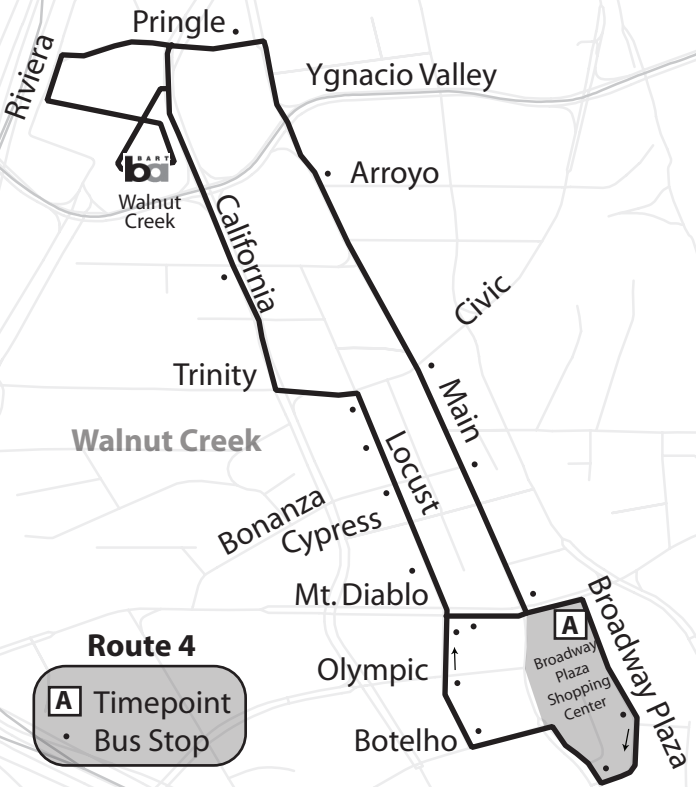 Pringle
Riviera
Ygnacio Valley
BART
ba
Walnut
Creek
Arroyo
California
Civic
Trinity
Main
Walnut Creek
Locust
Bonanza
Cypress
Mt. Diablo
Broadway Plaza
A
Broadway
Plaza
Shopping
Center
Olympic
Botelho
Route 4
A Timepoint
Bus Stop